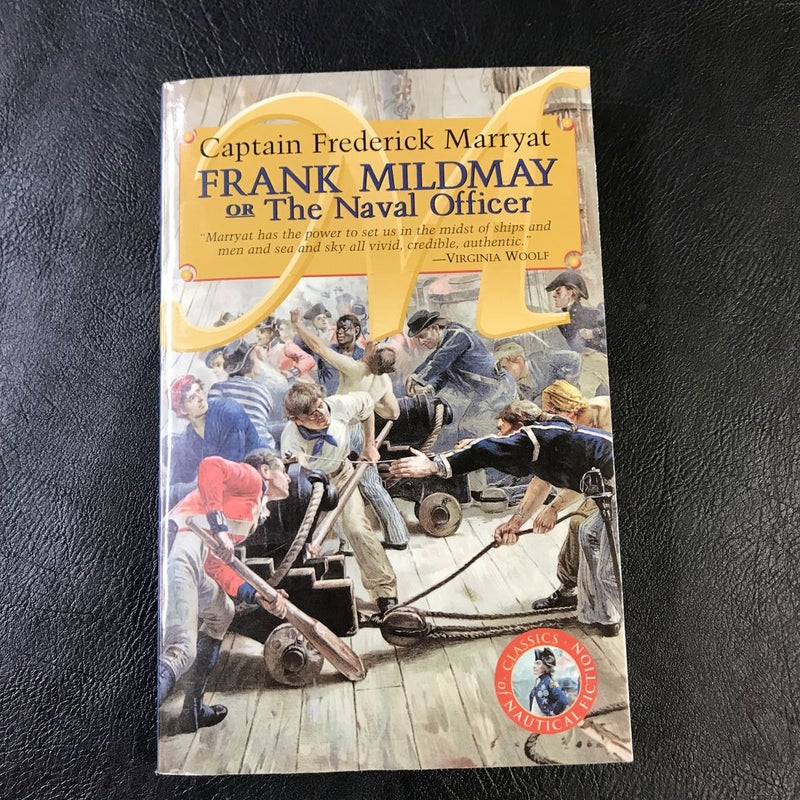 Captain Frederick Marryat
FRANK MILDMAY
OR The Naval Officer
“Marryat has the power to set us in the midst of ships and
men and sea and sky all vivid, credible, authentic.”
—VIRGINIA WOOLF
M
CLASSICS · of NAUTICAL FICTION ·